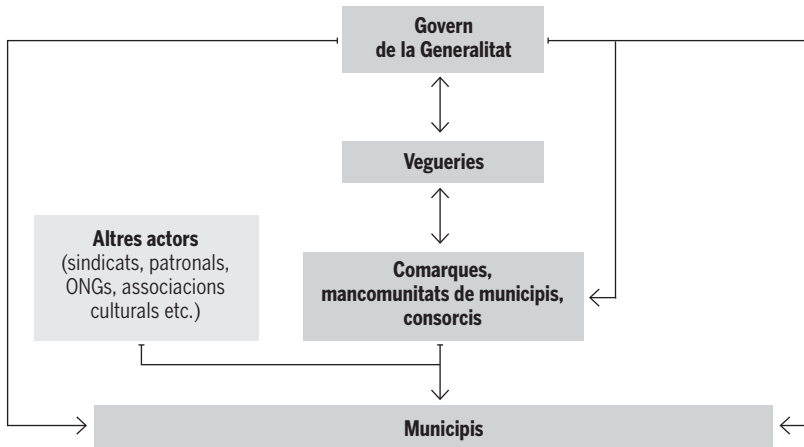 Govern
de la Generalitat
Vegueries
Altres actors
(sindicats, patronals,
ONGs, associacions
culturals etc.)
Comarques,
mancomunitats de municipis,
consorcis
Municipis